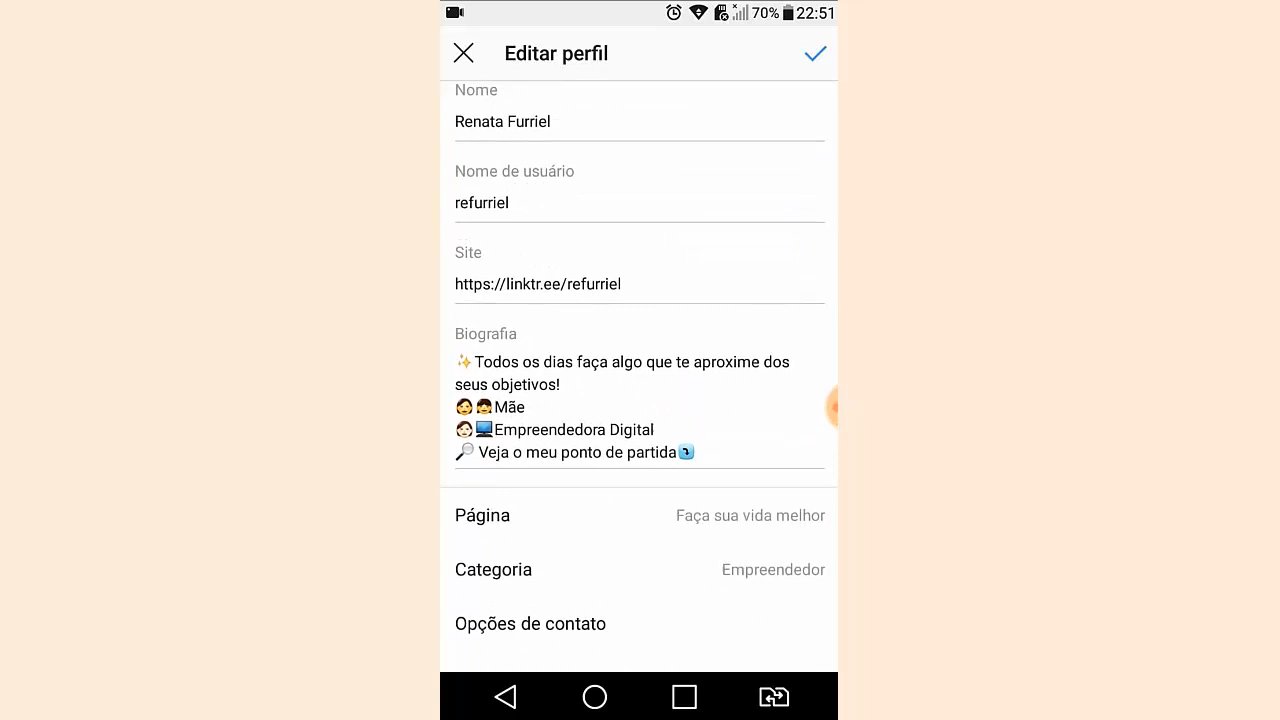 70% 22:51
Editar perfil
Nome
Renata Furriel
Nome de usuário
refurriel
Site
https://linktr.ee/refurriel
Biografia
✨Todos os dias faça algo que te aproxime dos
seus objetivos!
👩👧Mãe
👩🏻🖥Empreendedora Digital
🔎 Veja o meu ponto de partida⤵
Página Faça sua vida melhor
Categoria Empreendedor
Opções de contato